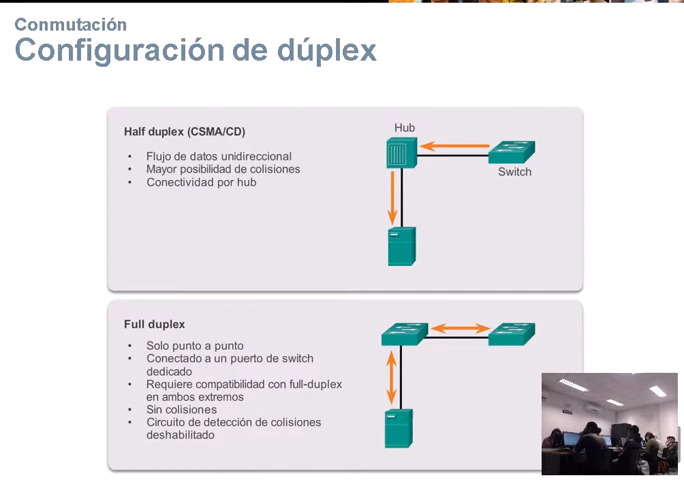 Conmutación
Configuración de dúplex
Half duplex (CSMA/CD)
• Flujo de datos unidireccional
• Mayor posibilidad de colisiones
• Conectividad por hub
Hub
Switch
Full duplex
• Solo punto a punto
• Conectado a un puerto de switch
dedicado
• Requiere compatibilidad con full-duplex
en ambos extremos
• Sin colisiones
• Circuito de detección de colisiones
deshabilitado